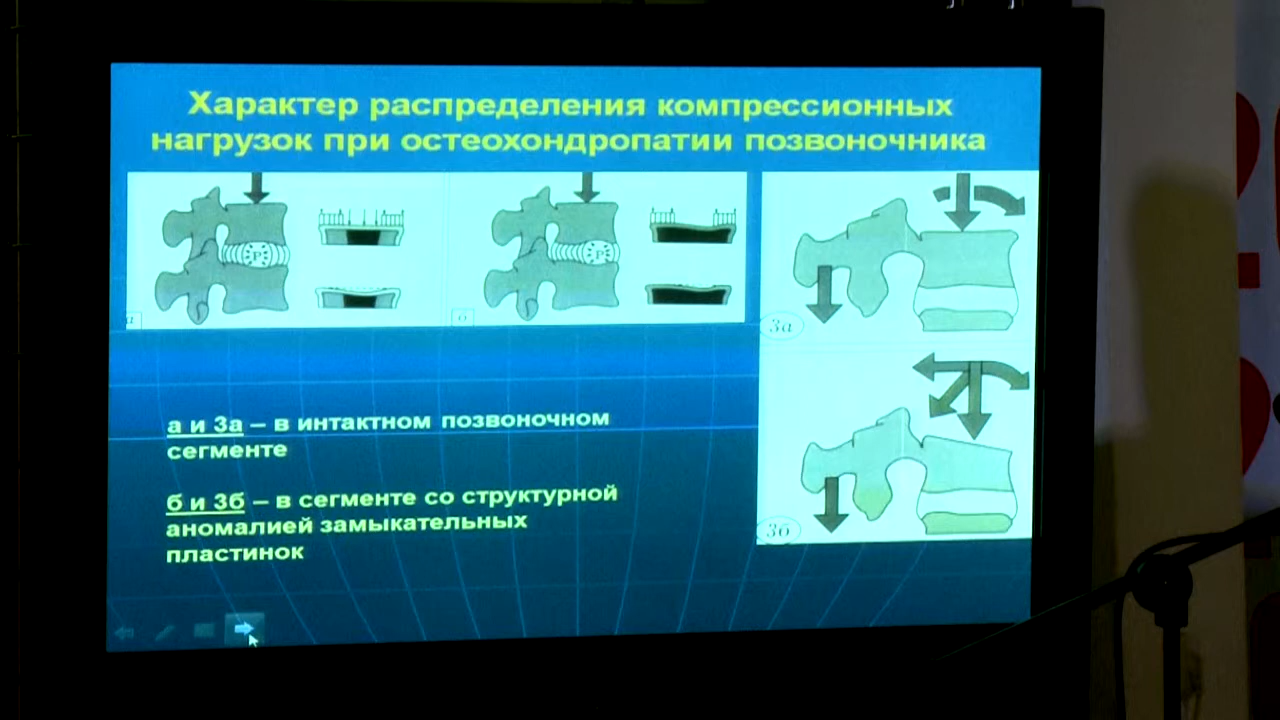 Характер распределения компрессионных
нагрузок при остеохондропатии позвоночника
P
P
а
б
3а
3б
а и 3а – в интактном позвоночном
сегменте
б и 3б – в сегменте со структурной
аномалией замыкательных
пластинок